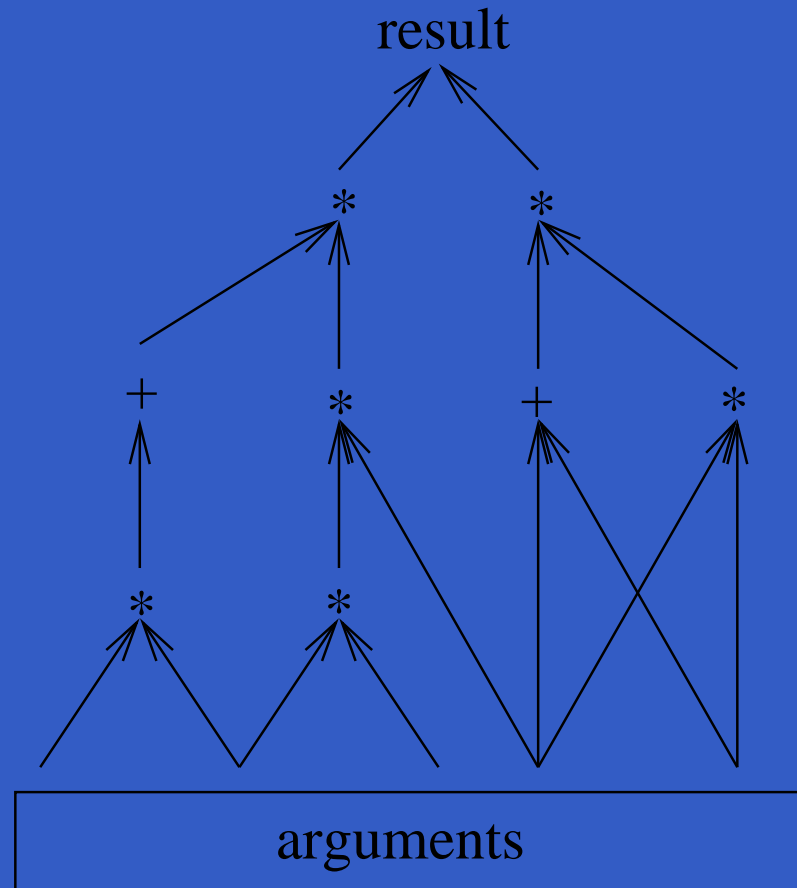 result
* *
+ * + *
* *
arguments